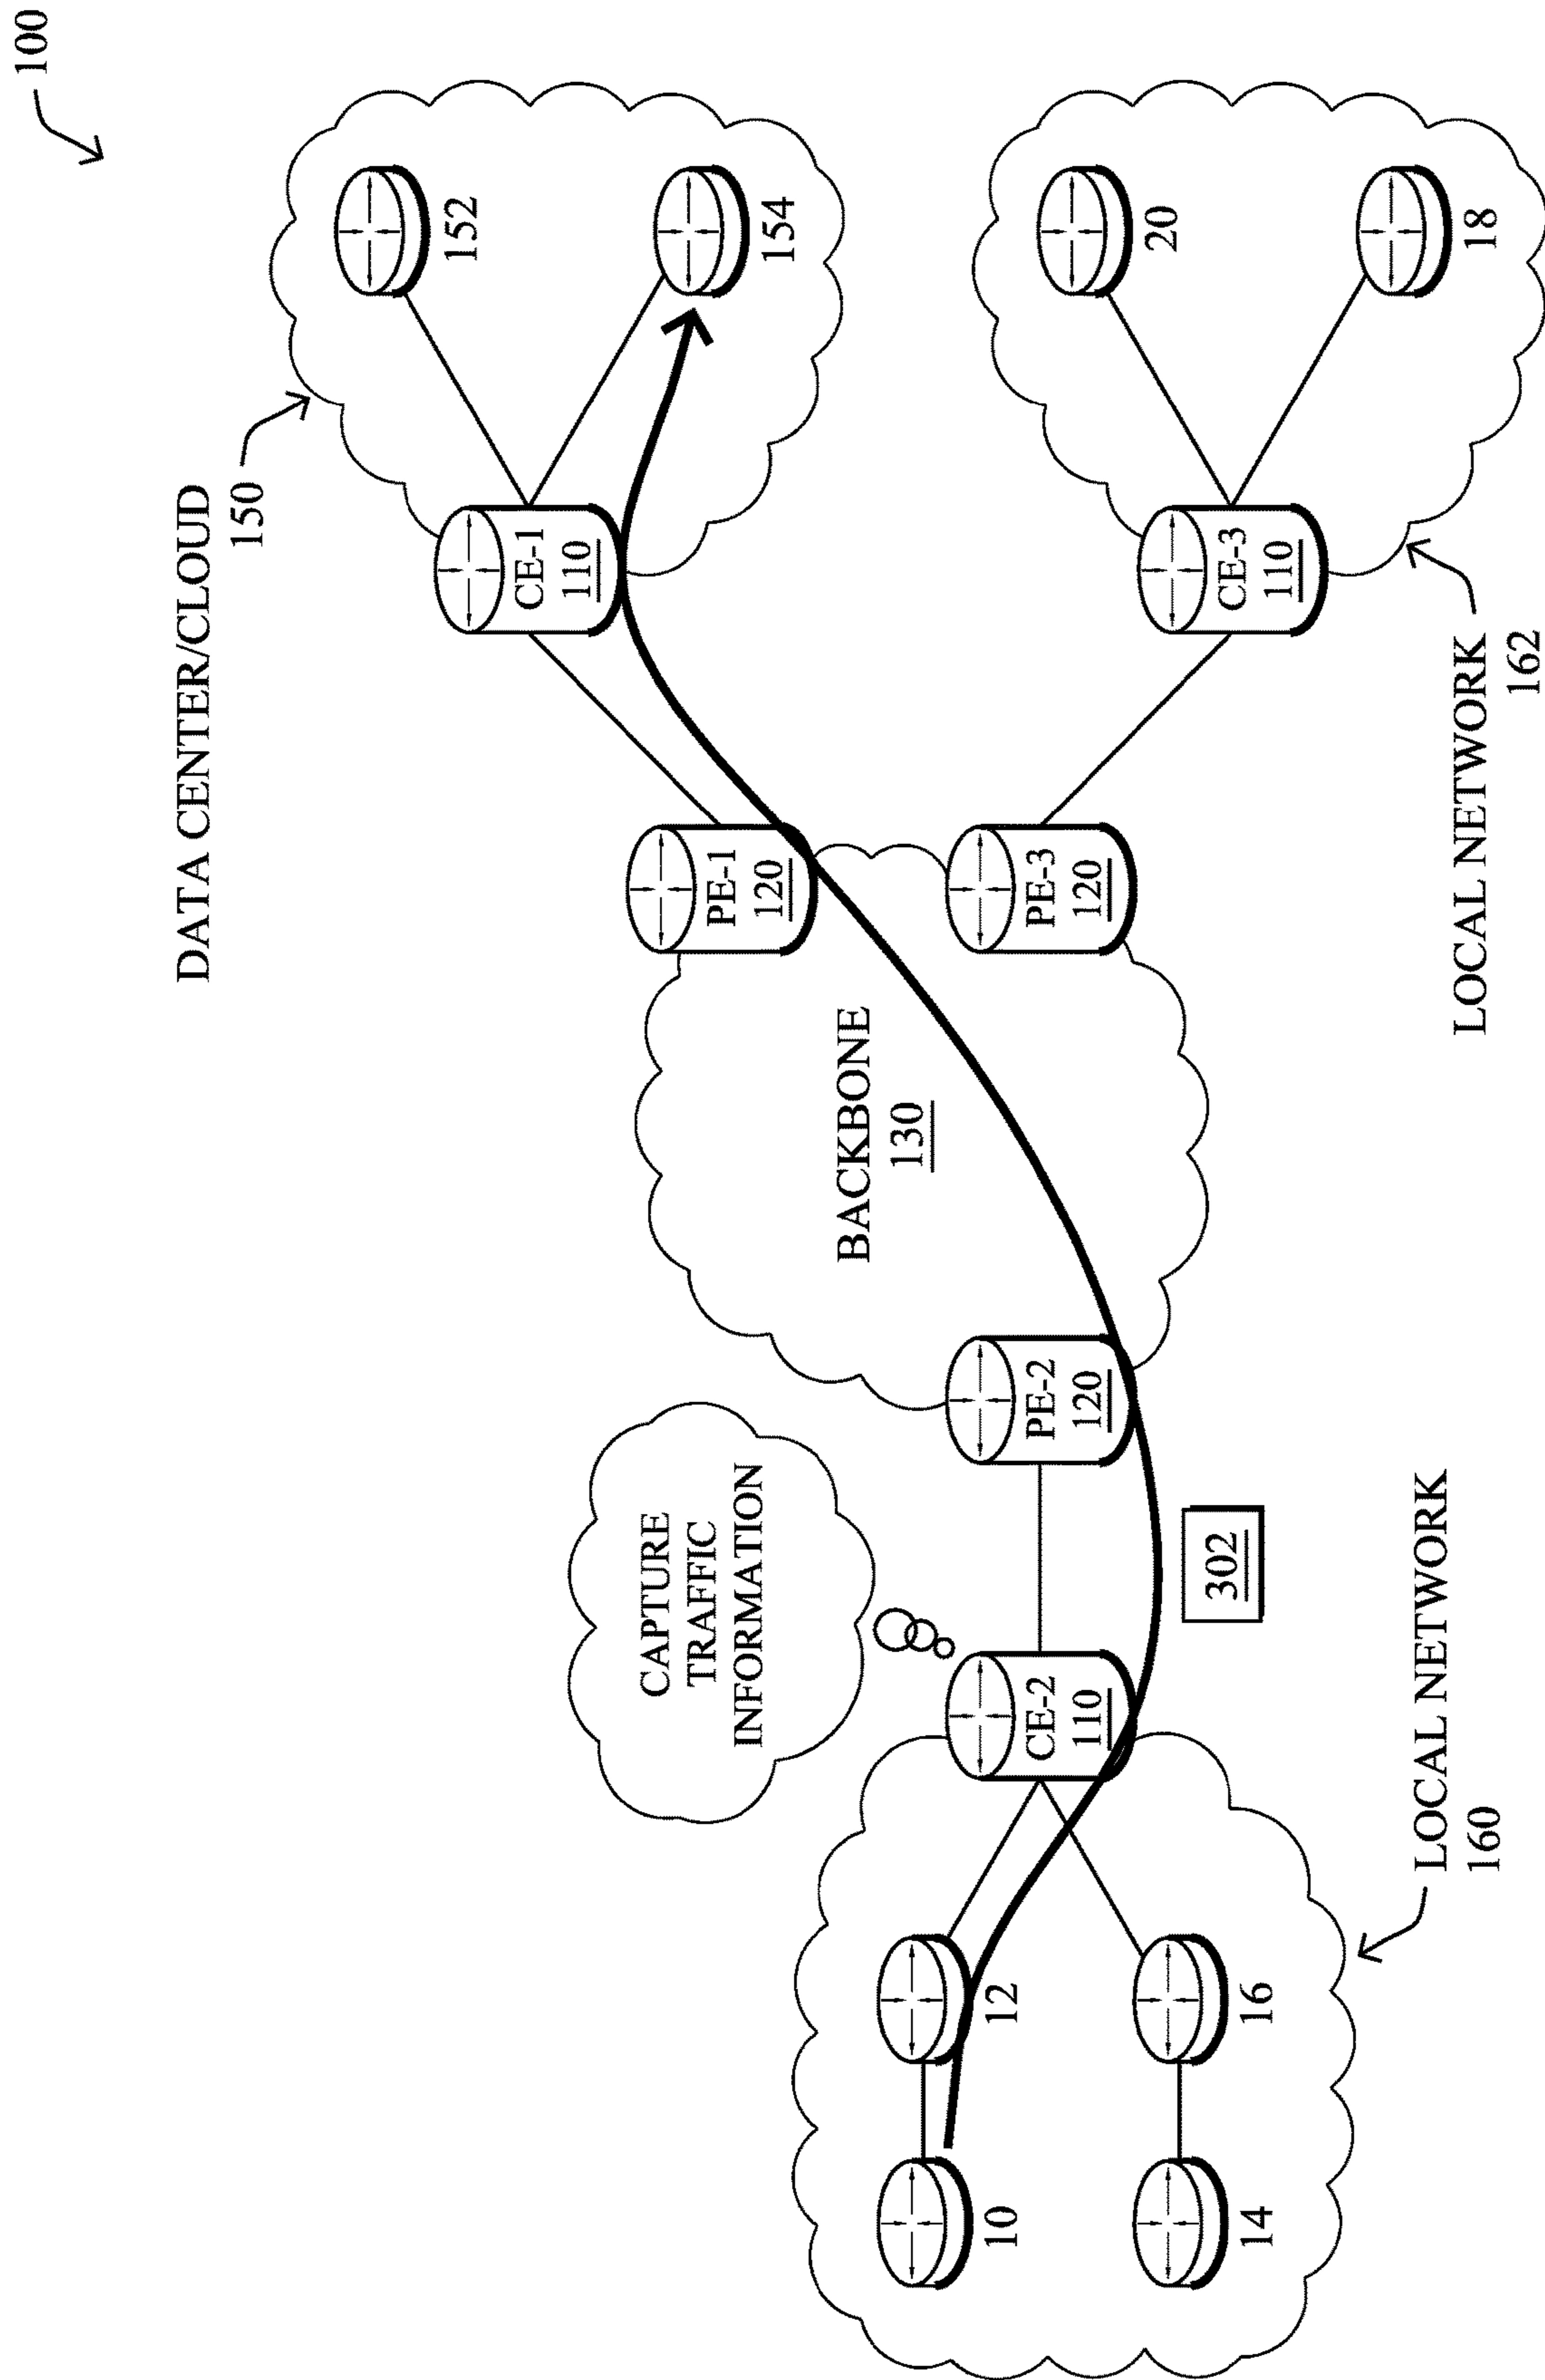 100
DATA CENTER/CLOUD
150
152
154
CE-1
110
PE-1
120
BACKBONE
130
CAPTURE
TRAFFIC
INFORMATION
10
12
14
16
CE-2
110
302
PE-2
120
PE-3
120
CE-3
110
20
18
LOCAL NETWORK
160
LOCAL NETWORK
162